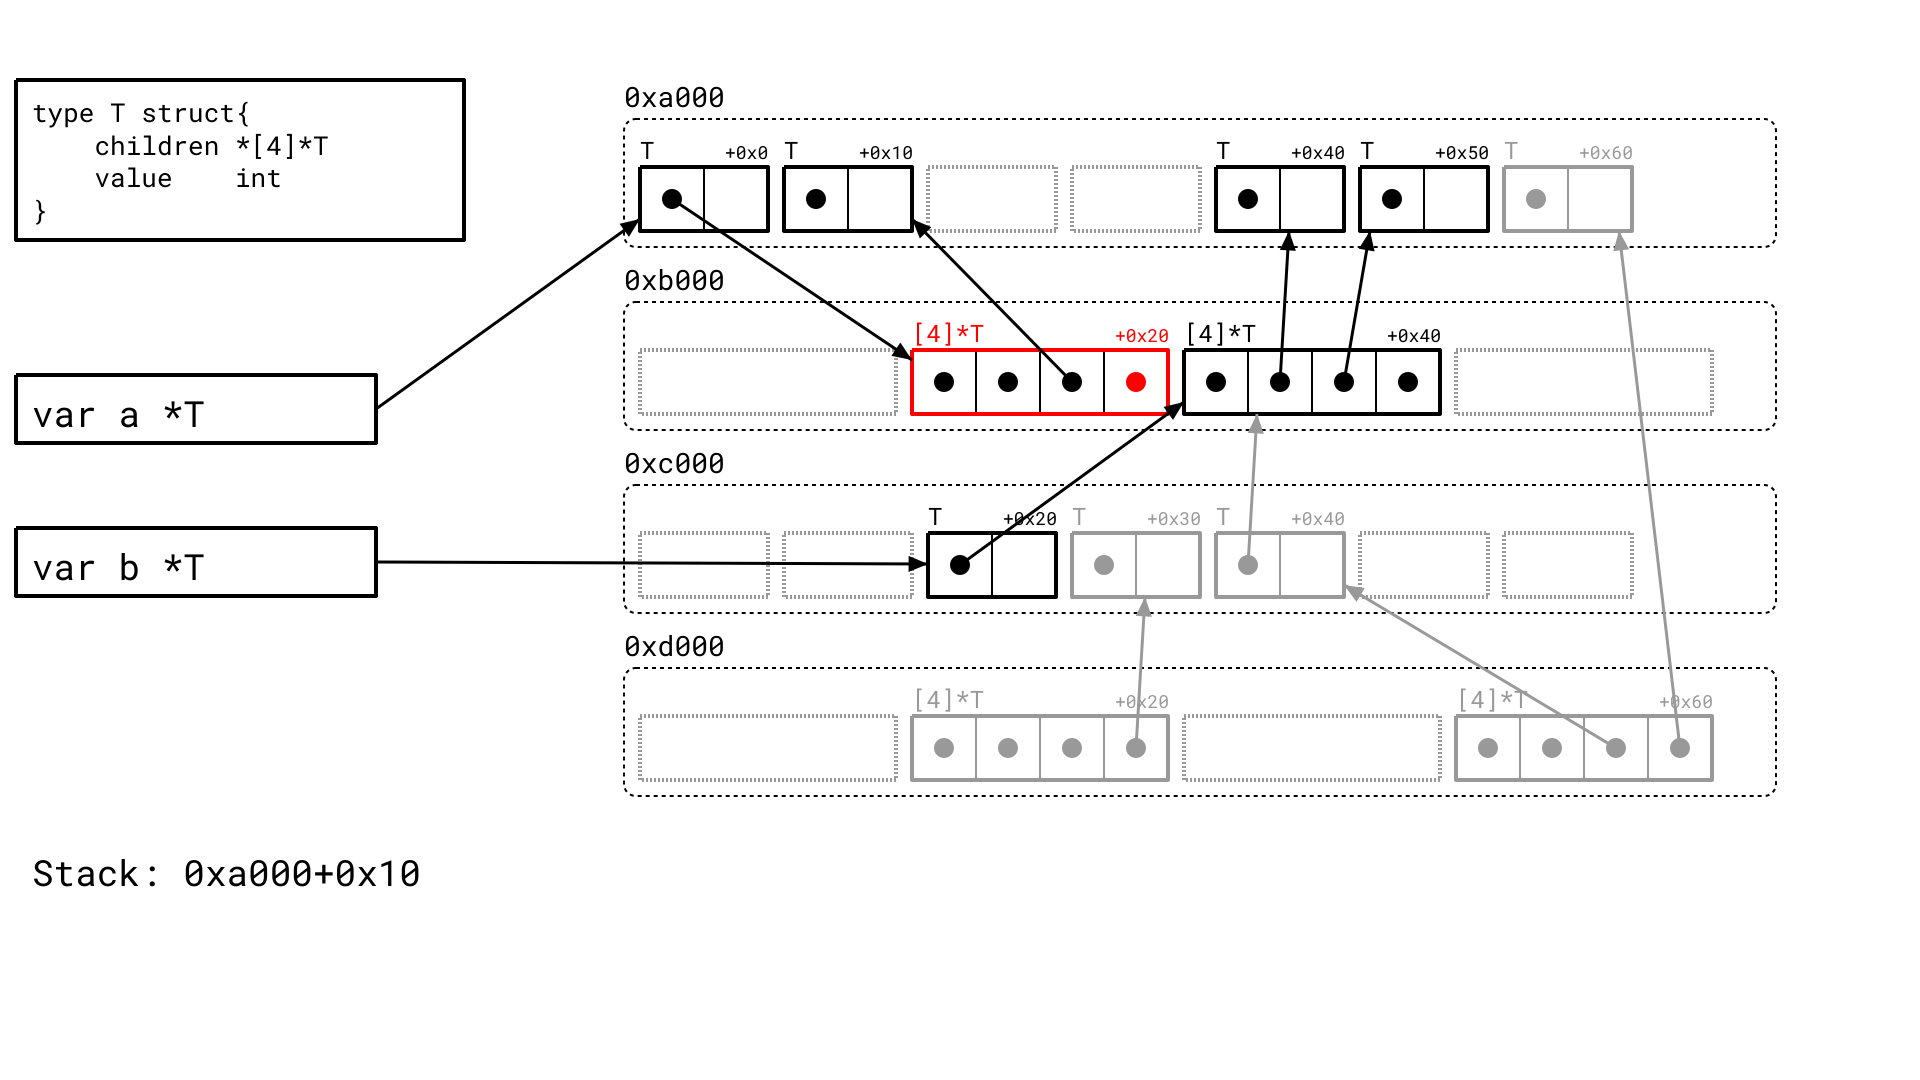 type T struct{
    children *[4]*T
    value    int
}
var a *T
var b *T
0xa000
T +0x0 T +0x10 T +0x40 T +0x50 T +0x60
0xb000
[4]*T +0x20 [4]*T +0x40
0xc000
T +0x20 T +0x30 T +0x40
0xd000
[4]*T +0x20 [4]*T +0x60
Stack: 0xa000+0x10